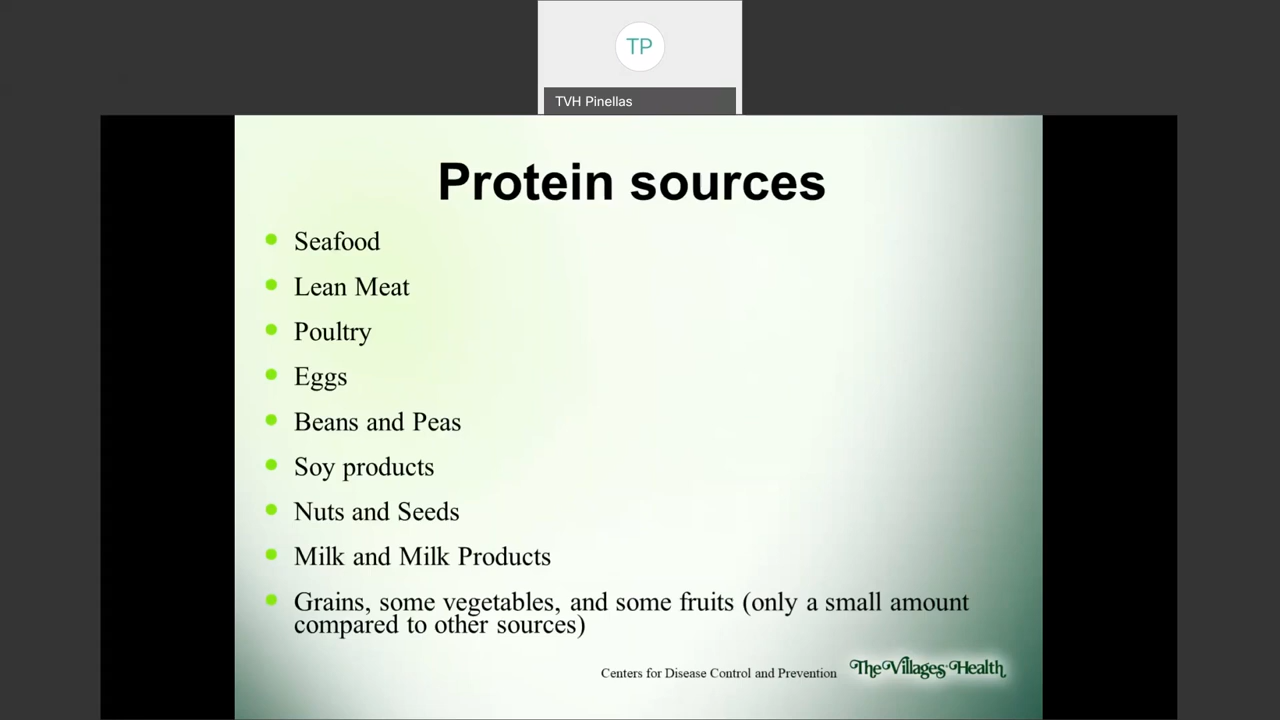 TP
TVH Pinellas
Protein sources
Seafood
Lean Meat
Poultry
Eggs
Beans and Peas
Soy products
Nuts and Seeds
Milk and Milk Products
Grains, some vegetables, and some fruits (only a small amount
compared to other sources)
Centers for Disease Control and Prevention
The Villages Health